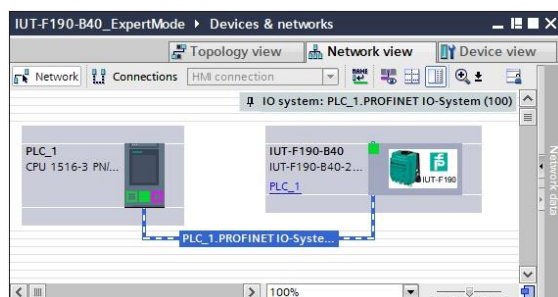 IUT-F190-B40_ExpertMode ▸ Devices & networks
Topology view Network view Device view
Network Connections HMI connection
IO system: PLC_1.PROFINET IO-System (100)
PLC_1
CPU 1516-3 PN/...
IUT-F190-B40
IUT-F190-B40-2...
PLC_1
IUT-F190
PLC_1.PROFINET IO-Syste...
Network data
100%